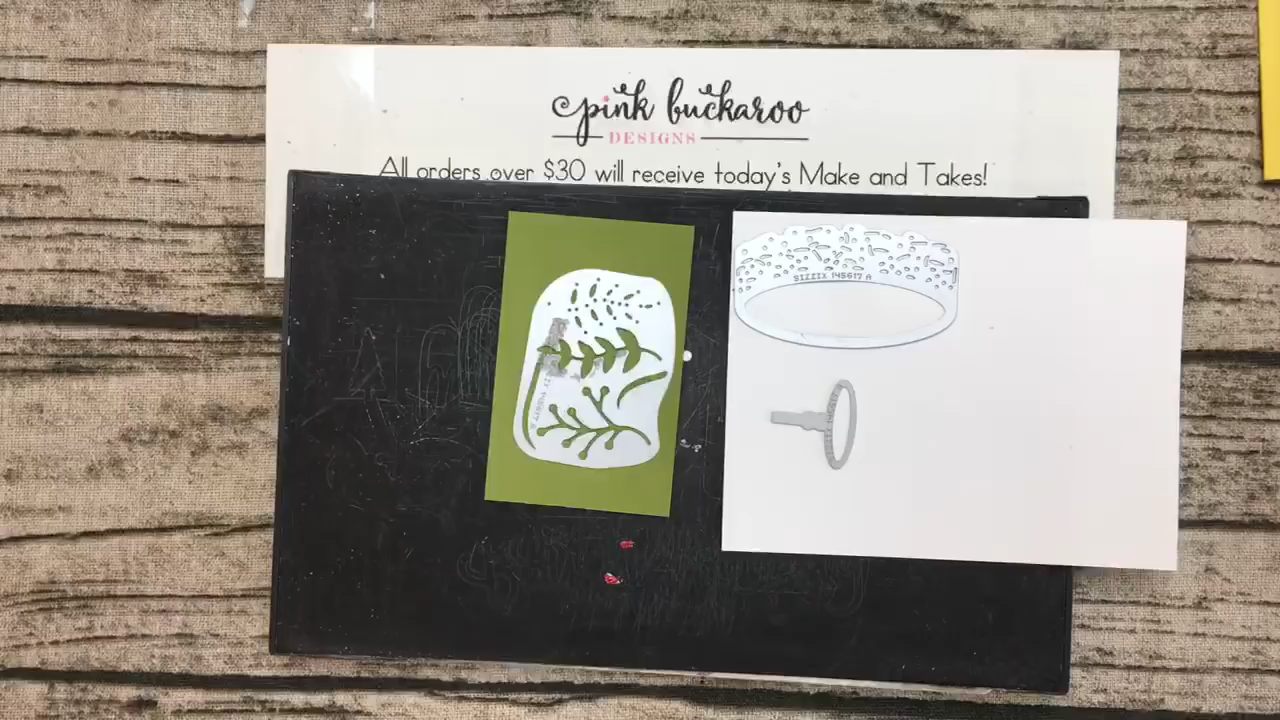 pink buckaroo
DESIGNS
All orders over $30 will receive today's Make and Takes!
SIZZIX 145617 A